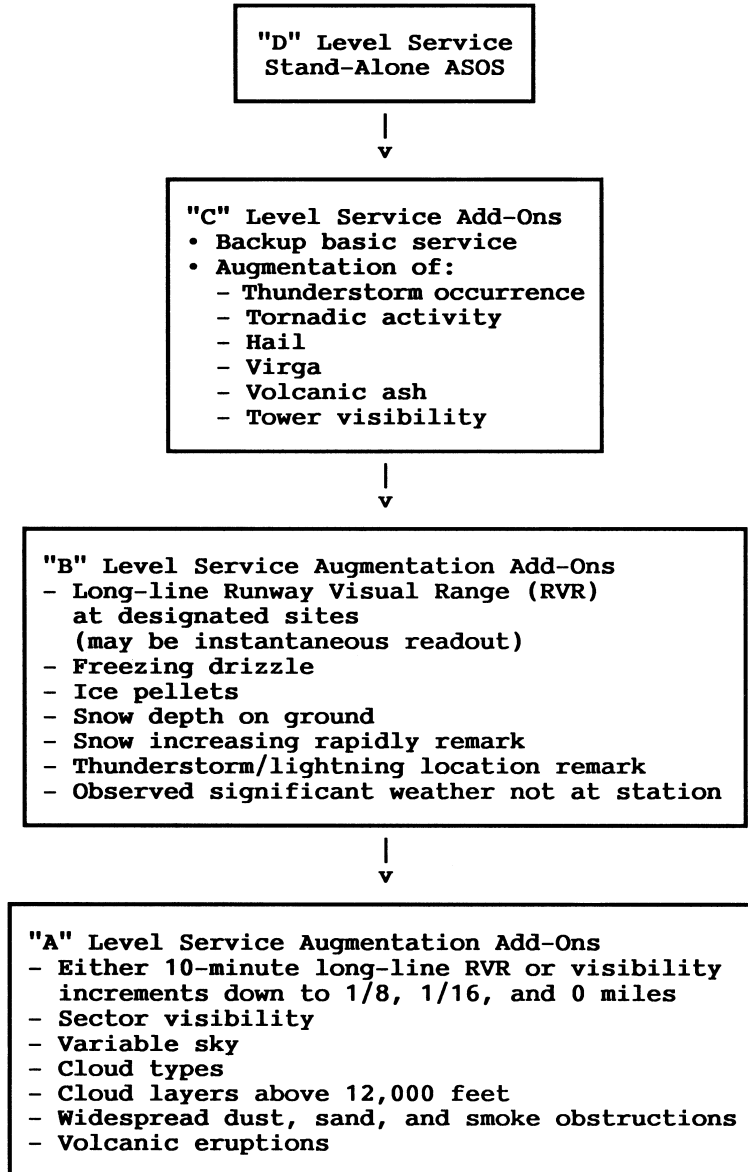 "D" Level Service
Stand-Alone ASOS
"C" Level Service Add-Ons
• Backup basic service
• Augmentation of:
– Thunderstorm occurrence
– Tornadic activity
– Hail
– Virga
– Volcanic ash
– Tower visibility
"B" Level Service Augmentation Add-Ons
– Long-line Runway Visual Range (RVR)
at designated sites
(may be instantaneous readout)
– Freezing drizzle
– Ice pellets
– Snow depth on ground
– Snow increasing rapidly remark
– Thunderstorm/lightning location remark
– Observed significant weather not at station
"A" Level Service Augmentation Add-Ons
– Either 10-minute long-line RVR or visibility
increments down to 1/8, 1/16, and 0 miles
– Sector visibility
– Variable sky
– Cloud types
– Cloud layers above 12,000 feet
– Widespread dust, sand, and smoke obstructions
– Volcanic eruptions